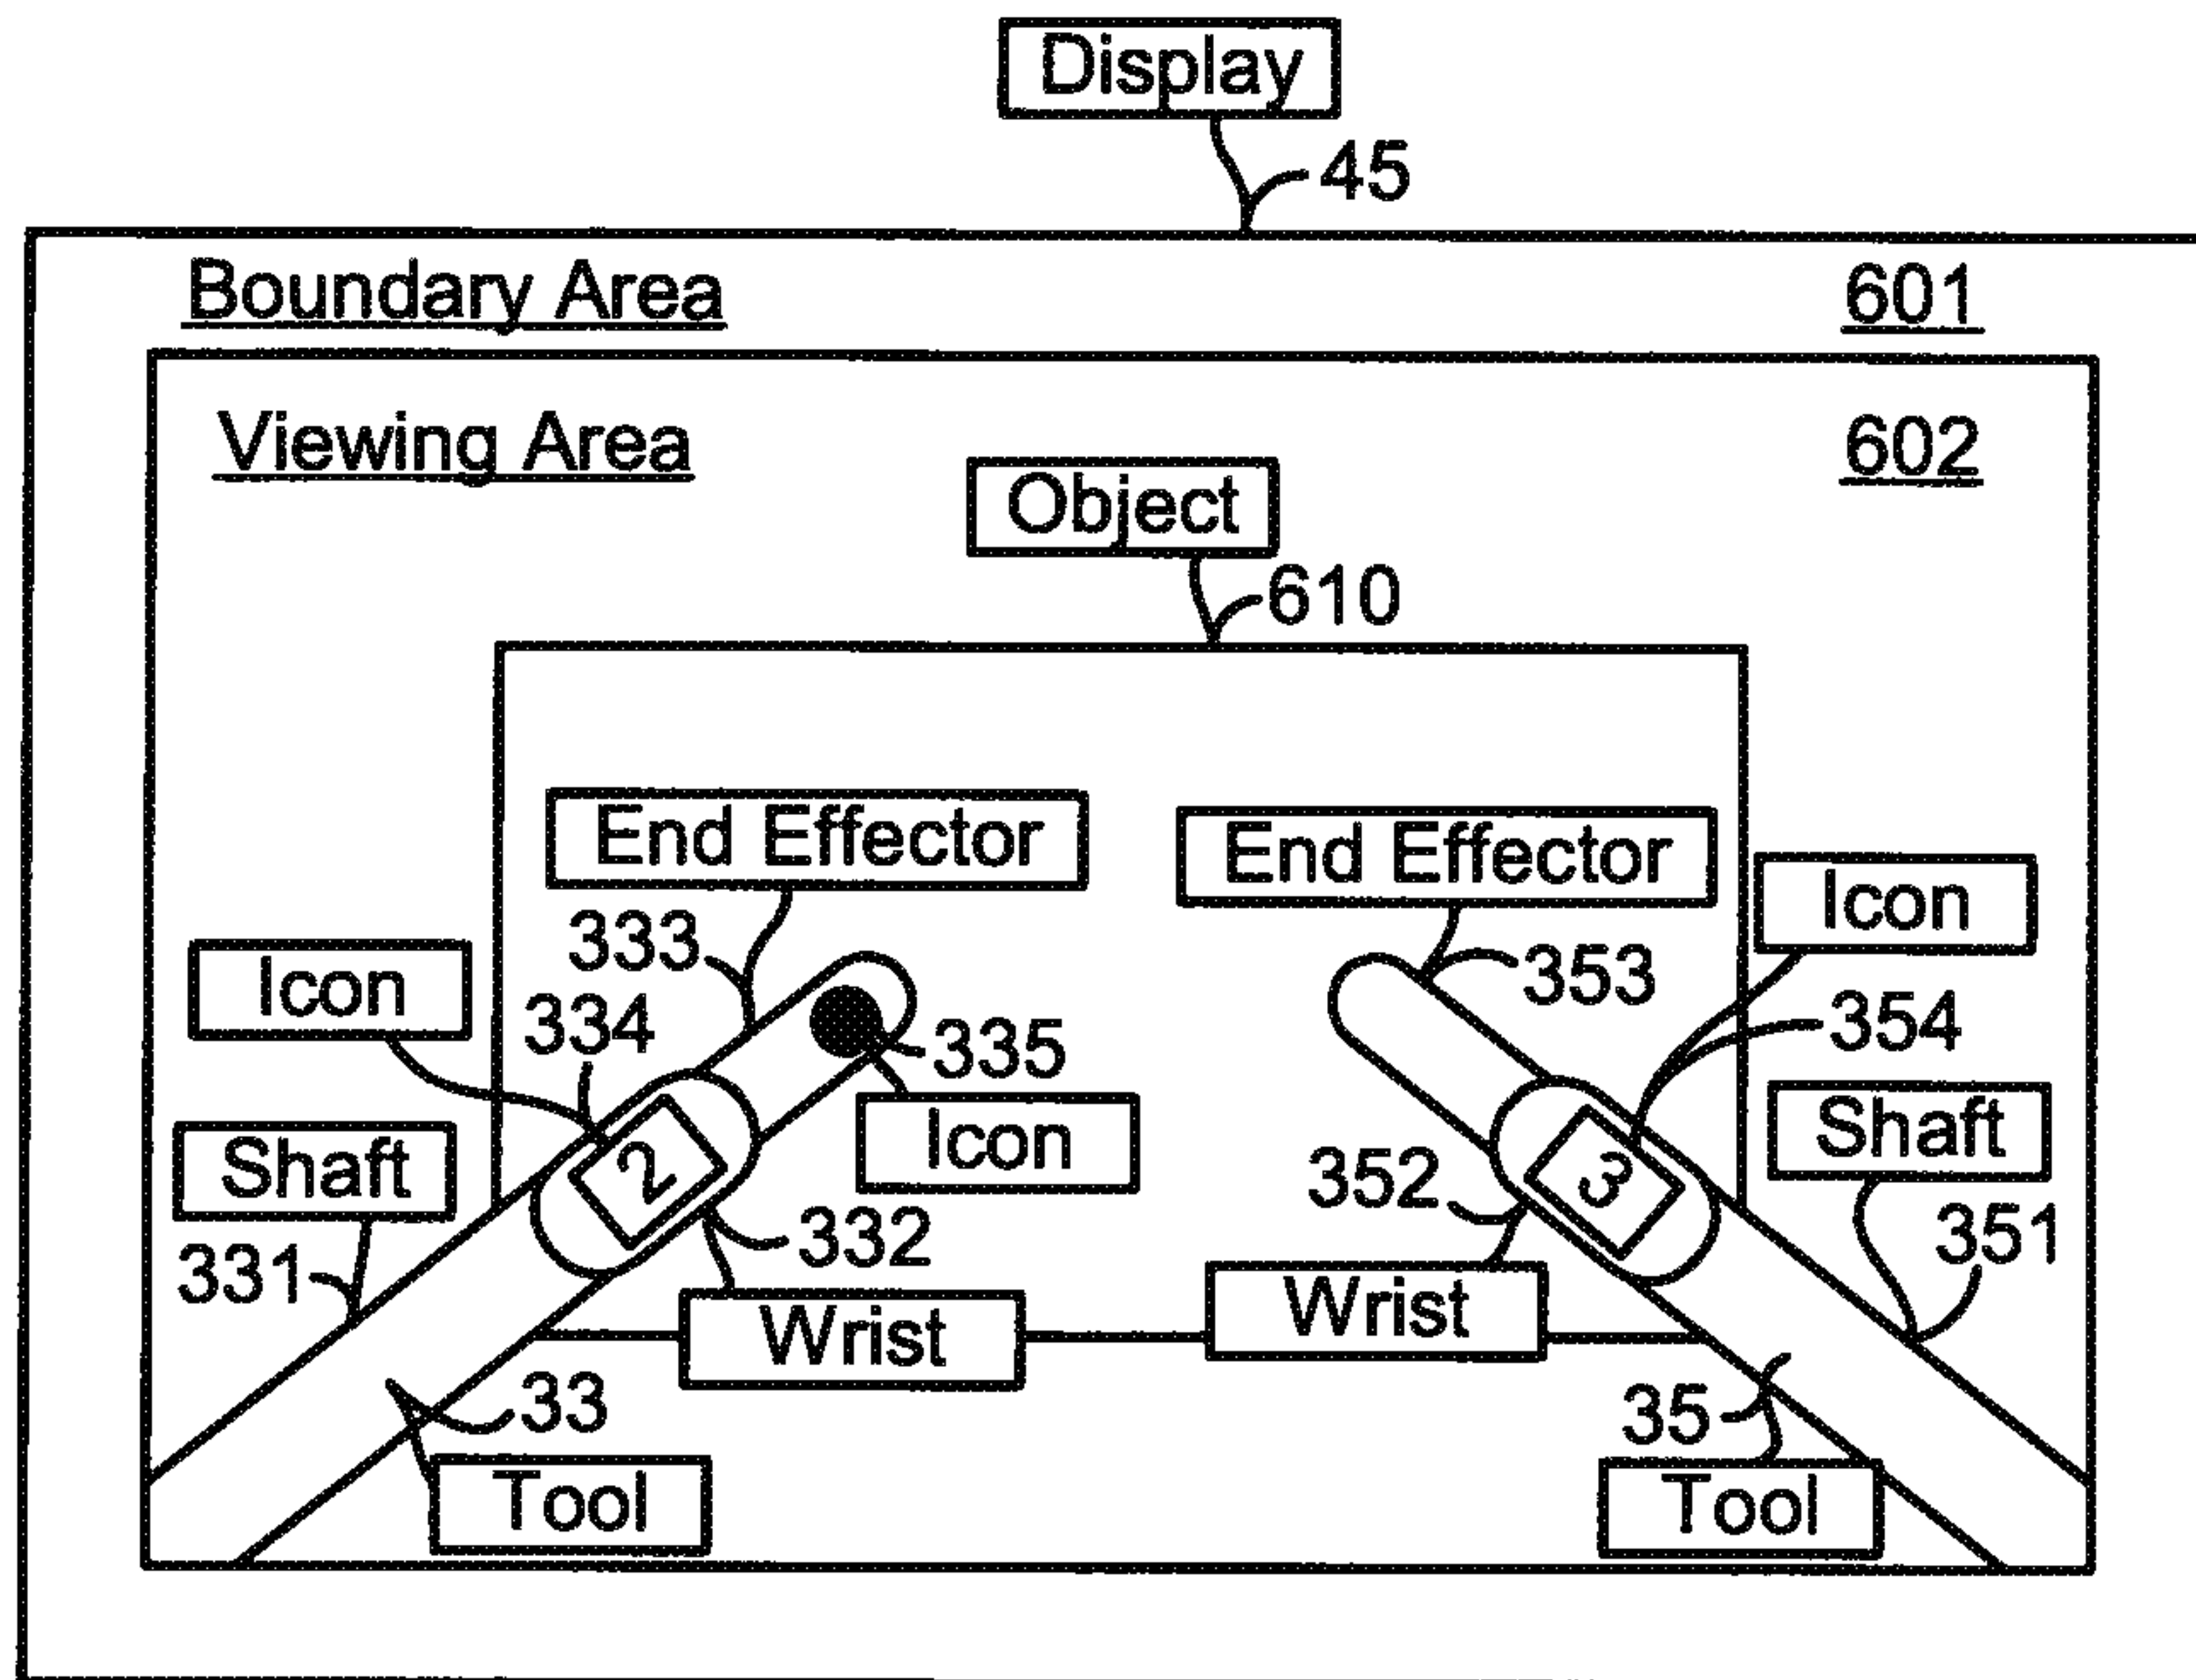 Display
45
Boundary Area 601
Viewing Area 602
Object
610
End Effector
End Effector
Icon
333
353
Icon
334
335
354
Icon
Shaft
Shaft
2
3
332
352
331
351
Wrist
Wrist
33
35
Tool
Tool